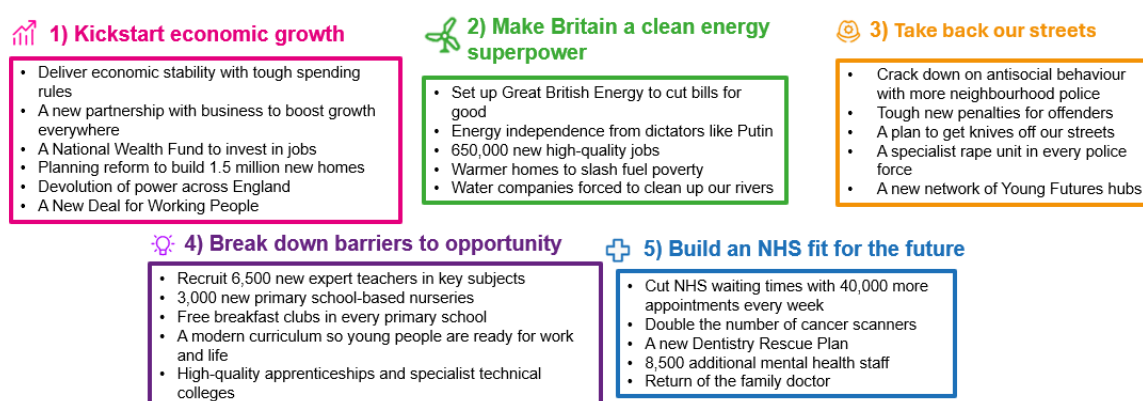 1) Kickstart economic growth
• Deliver economic stability with tough spending
rules
• A new partnership with business to boost growth
everywhere
• A National Wealth Fund to invest in jobs
• Planning reform to build 1.5 million new homes
• Devolution of power across England
• A New Deal for Working People
2) Make Britain a clean energy
superpower
• Set up Great British Energy to cut bills for
good
• Energy independence from dictators like Putin
• 650,000 new high-quality jobs
• Warmer homes to slash fuel poverty
• Water companies forced to clean up our rivers
3) Take back our streets
• Crack down on antisocial behaviour
with more neighbourhood police
• Tough new penalties for offenders
• A plan to get knives off our streets
• A specialist rape unit in every police
force
• A new network of Young Futures hubs
4) Break down barriers to opportunity
• Recruit 6,500 new expert teachers in key subjects
• 3,000 new primary school-based nurseries
• Free breakfast clubs in every primary school
• A modern curriculum so young people are ready for work
and life
• High-quality apprenticeships and specialist technical
colleges
5) Build an NHS fit for the future
• Cut NHS waiting times with 40,000 more
appointments every week
• Double the number of cancer scanners
• A new Dentistry Rescue Plan
• 8,500 additional mental health staff
• Return of the family doctor